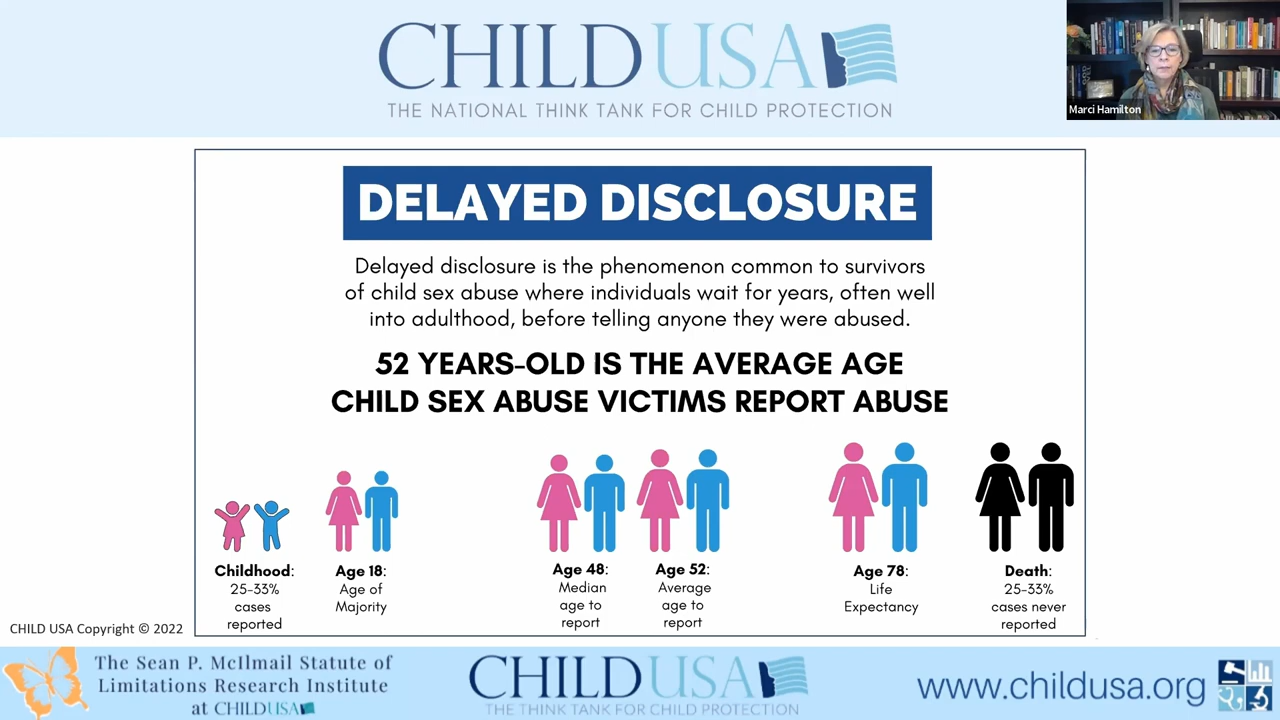 CHILD USA
THE NATIONAL THINK TANK FOR CHILD PROTECTION
Marci Hamilton
DELAYED DISCLOSURE
Delayed disclosure is the phenomenon common to survivors
of child sex abuse where individuals wait for years, often well
into adulthood, before telling anyone they were abused.
52 YEARS-OLD IS THE AVERAGE AGE
CHILD SEX ABUSE VICTIMS REPORT ABUSE
Childhood:
25-33%
cases
reported
Age 18:
Age of
Majority
Age 48:
Median
age to
report
Age 52:
Average
age to
report
Age 78:
Life
Expectancy
Death:
25-33%
cases never
reported
CHILD USA Copyright © 2022
The Sean P. McIlmail Statute of
Limitations Research Institute
at CHILDUSA
CHILD USA
THE THINK TANK FOR CHILD PROTECTION
www.childusa.org